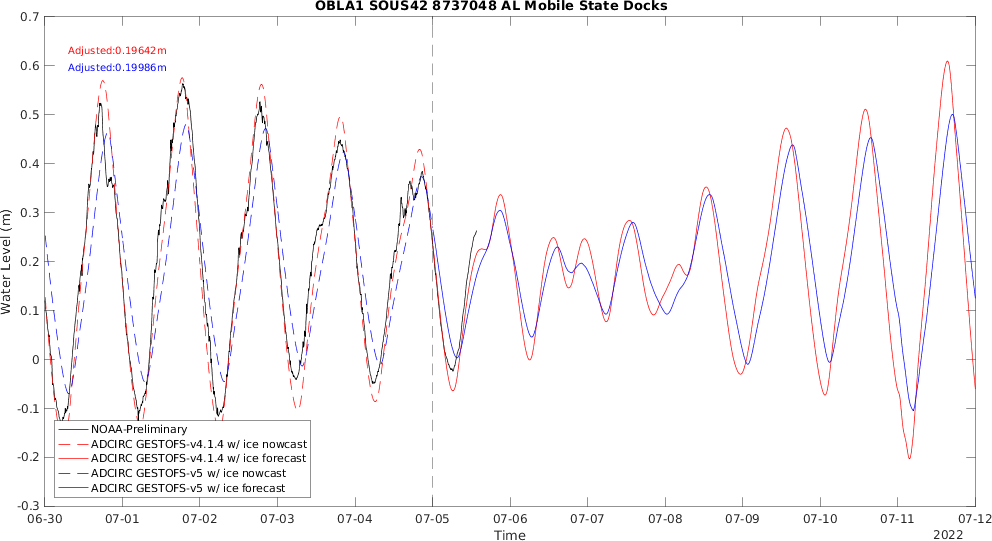 OBLA1 SOUS42 8737048 AL Mobile State Docks
0.7
0.6
0.5
0.4
0.3
0.2
0.1
0
-0.1
-0.2
-0.3
Water Level (m)
Adjusted:0.19642m
Adjusted:0.19986m
NOAA-Preliminary
ADCIRC GESTOFS-v4.1.4 w/ ice nowcast
ADCIRC GESTOFS-v4.1.4 w/ ice forecast
ADCIRC GESTOFS-v5 w/ ice nowcast
ADCIRC GESTOFS-v5 w/ ice forecast
06-30 07-01 07-02 07-03 07-04 07-05 07-06 07-07 07-08 07-09 07-10 07-11 07-12
Time
2022